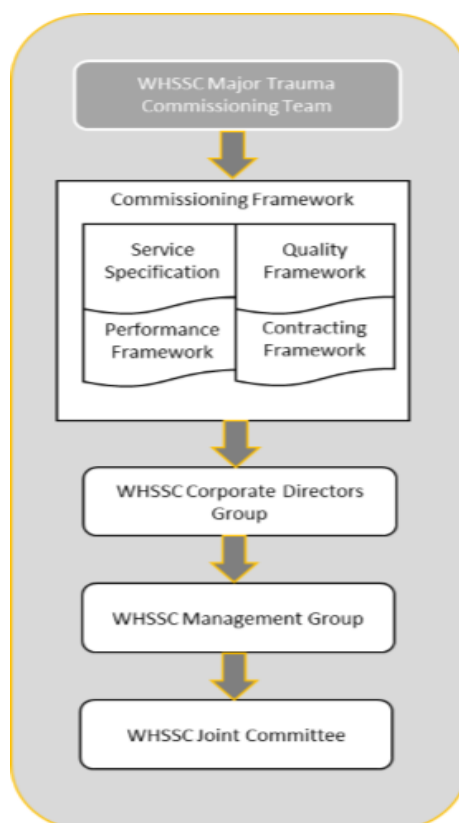 WHSSC Major Trauma
Commissioning Team
Commissioning Framework
Service
Specification
Quality
Framework
Performance
Framework
Contracting
Framework
WHSSC Corporate Directors
Group
WHSSC Management Group
WHSSC Joint Committee